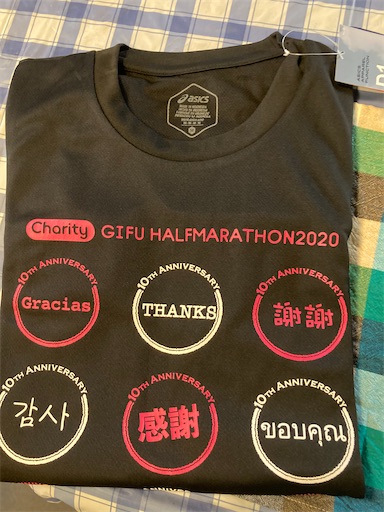 asics
Charity GIFU HALFMARATHON2020
10TH ANNIVERSARY
Gracias
10TH ANNIVERSARY
THANKS
10TH ANNIVERSARY
謝謝
10TH ANNIVERSARY
감사
10TH ANNIVERSARY
感謝
10TH ANNIVERSARY
ขอบคุณ